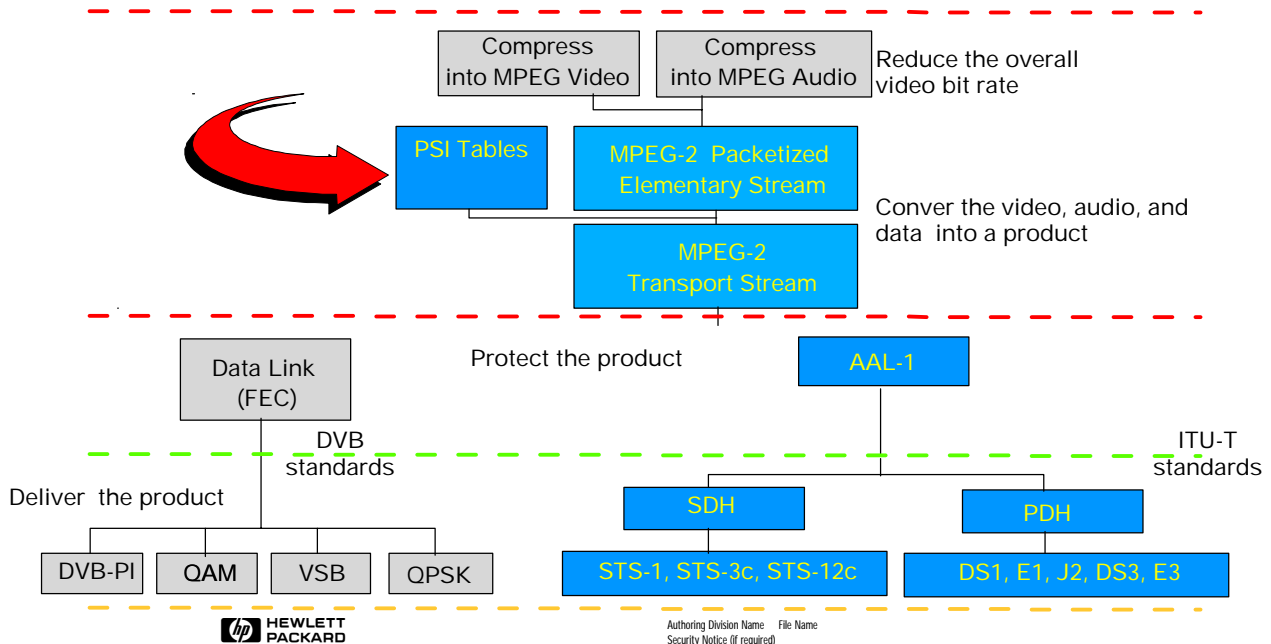 Compress
into MPEG Video
Compress
into MPEG Audio
Reduce the overall
video bit rate
PSI Tables
MPEG-2 Packetized
Elementary Stream
Conver the video, audio, and
data into a product
MPEG-2
Transport Stream
Data Link
(FEC)
Protect the product
AAL-1
DVB
standards
ITU-T
standards
Deliver the product
SDH
PDH
DVB-PI
QAM
VSB
QPSK
STS-1, STS-3c, STS-12c
DS1, E1, J2, DS3, E3
hp HEWLETT
PACKARD
Authoring Division Name File Name
Security Notice (if required)